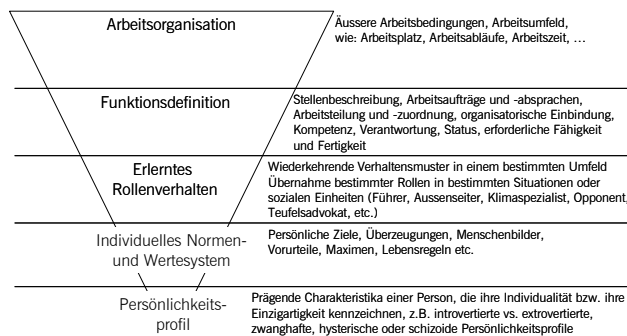 Arbeitsorganisation
Äussere Arbeitsbedingungen, Arbeitsumfeld,
wie: Arbeitsplatz, Arbeitsabläufe, Arbeitszeit, …
Funktionsdefinition
Stellenbeschreibung, Arbeitsaufträge und -absprachen,
Arbeitsteilung und -zuordnung, organisatorische Einbindung,
Kompetenz, Verantwortung, Status, erforderliche Fähigkeit
und Fertigkeit
Erlerntes
Rollenverhalten
Wiederkehrende Verhaltensmuster in einem bestimmten Umfeld
Übernahme bestimmter Rollen in bestimmten Situationen oder
sozialen Einheiten (Führer, Aussenseiter, Klimaspezialist, Opponent,
Teufelsadvokat, etc.)
Individuelles Normen-
und Wertesystem
Persönliche Ziele, Überzeugungen, Menschenbilder,
Vorurteile, Maximen, Lebensregeln etc.
Persönlichkeits-
profil
Prägende Charakteristika einer Person, die ihre Individualität bzw. ihre
Einzigartigkeit kennzeichnen, z.B. introvertierte vs. extrovertierte,
zwanghafte, hysterische oder schizoide Persönlichkeitsprofile